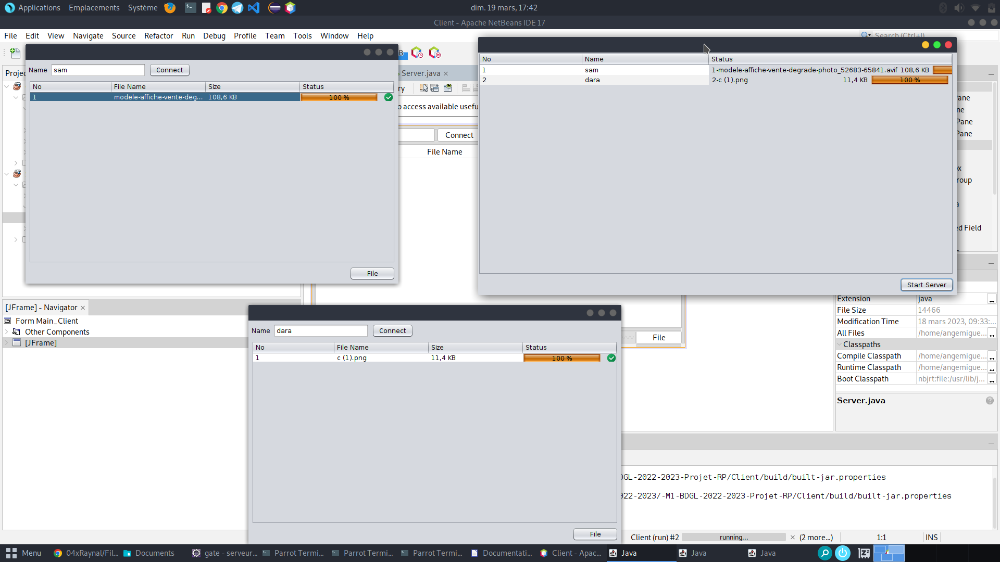 Applications Emplacements Système
dim. 19 mars, 17:42
Client - Apache NetBeans IDE 17
File Edit View Navigate Source Refactor Run Debug Profile Team Tools Window Help
Search (Ctrl+I)
Name sam Connect
No File Name Size Status
1 modele-affiche-vente-deg... 108,6 KB 100 %
File
No Name Status
1 sam 1-modele-affiche-vente-degrade-photo_52683-65841.avif 108,6 KB
2 dara 2-c (1).png 11,4 KB 100 %
Start Server
Server.java
o access available usefu
Connect
File Name
File
[JFrame] - Navigator
Form Main_Client
Other Components
[JFrame]
Name dara Connect
No File Name Size Status
1 c (1).png 11,4 KB 100 %
File
Pane
Pane
ed Field
Extension java ...
File Size 14466
Modification Time 18 mars 2023, 09:33:...
All Files /home/angemigue... ...
Classpaths
Compile Classpath /home/angemigue... ...
Runtime Classpath /home/angemigue... ...
Boot Classpath nbjrt:file:/usr/lib/j... ...
Server.java
GL-2022-2023-Projet-RP/Client/build/built-jar.properties
22-2023/-M1-BDGL-2022-2023-Projet-RP/Client/build/built-jar.properties
Client (run) #2 running... (2 more...) 1:1 INS
Menu 04xRaynal/Fil... Documents gate - serveur... Parrot Termi... Parrot Termi... Parrot Termi... Documentati... Client - Apac... Java Java Java